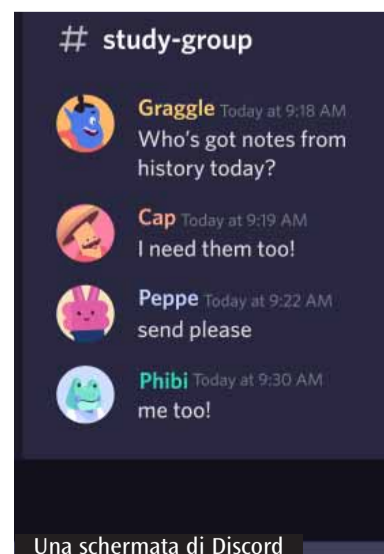 # study-group
Graggle Today at 9:18 AM
Who's got notes from
history today?
Cap Today at 9:19 AM
I need them too!
Peppe Today at 9:22 AM
send please
Phibi Today at 9:30 AM
me too!
Una schermata di Discord